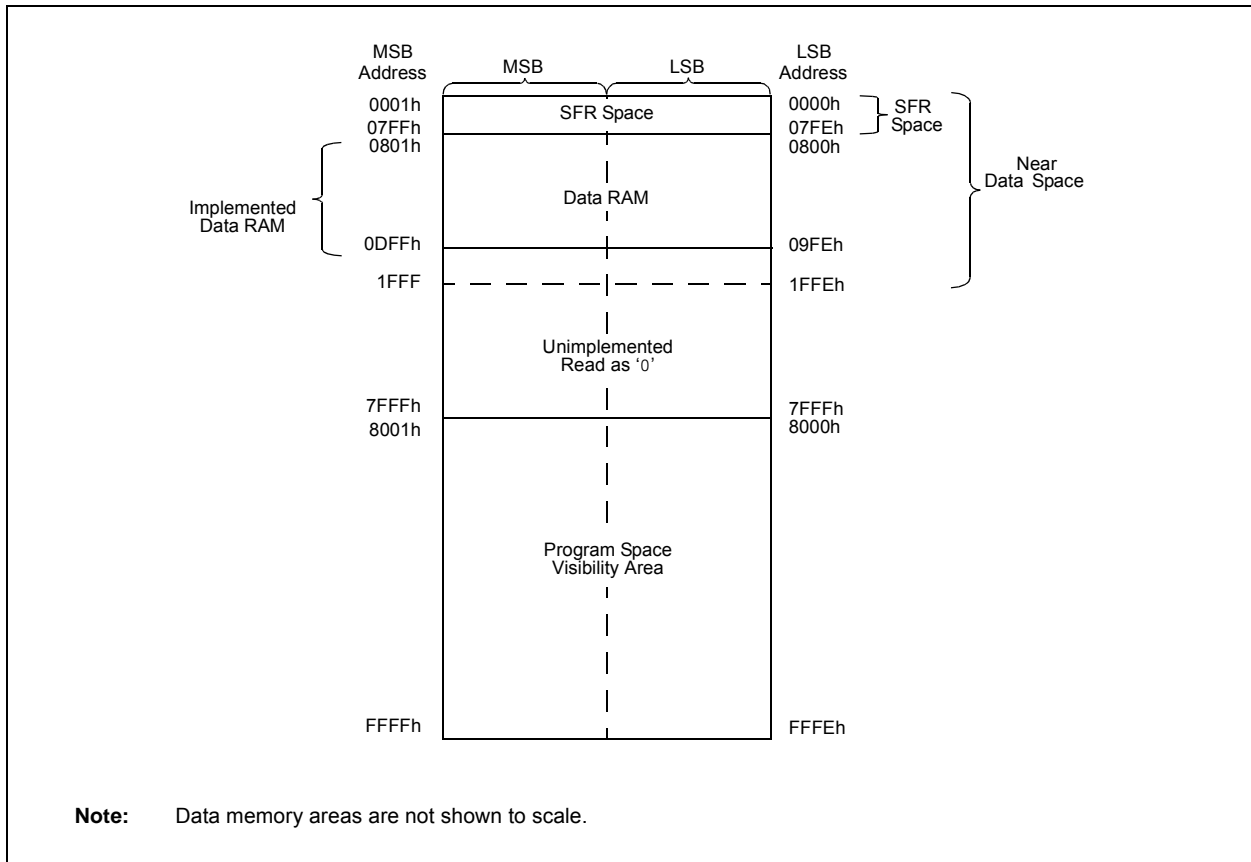 MSB
Address
MSB
LSB
LSB
Address
0001h
SFR Space
0000h
SFR
Space
07FFh
07FEh
0801h
0800h
Near
Data Space
Implemented
Data RAM
Data RAM
0DFFh
09FEh
1FFF
1FFEh
Unimplemented
Read as ‘0’
7FFFh
7FFFh
8001h
8000h
Program Space
Visibility Area
FFFFh
FFFEh
Note: Data memory areas are not shown to scale.